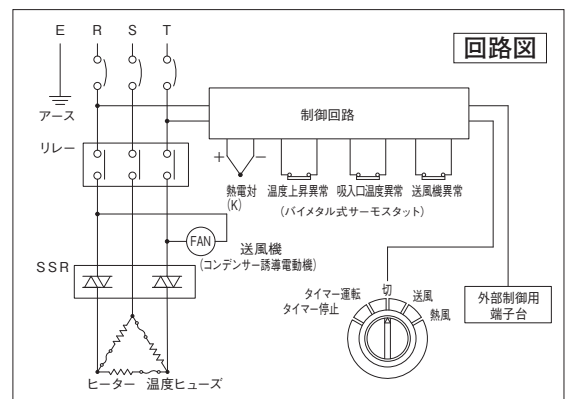 回路図
E R S T
アース
制御回路
リレー
+ −
熱電対
(K)
温度上昇異常
吸入口温度異常
送風機異常
(バイメタル式サーモスタット)
FAN
送風機
(コンデンサー誘導電動機)
SSR
切
タイマー運転
送風
タイマー停止
熱風
外部制御用
端子台
ヒーター
温度ヒューズ